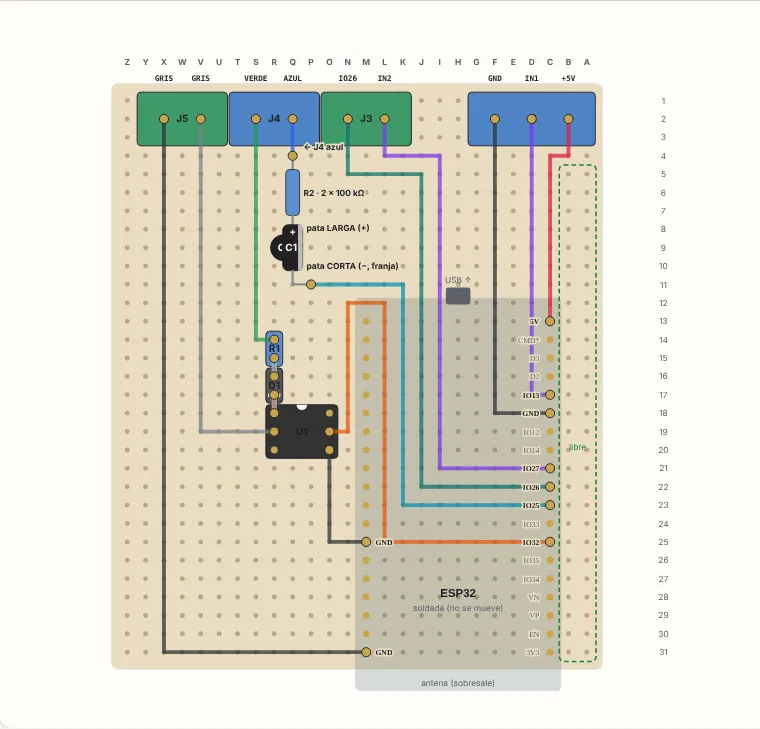 Z Y X W V U T S R Q P O N M L K J I H G F E D C B A
GRIS GRIS VERDE AZUL IO26 IN2 GND IN1 +5V
1
J5 J4 J3 2
3
← J4 azul 4
5
R2 · 2 × 100 kΩ 6
7
+ pata LARGA (+) 8
C C1 9
pata CORTA (−, franja) 10
USB ↑ 11
12
5V 13
R1 CMD* 14
D3 15
D1 D2 16
IO13 17
GND 18
U1 IO12 19
IO14 libre 20
IO27 21
IO26 22
IO25 23
IO33 24
GND IO32 25
IO35 26
IO34 27
ESP32 VN 28
soldada (no se mueve) VP 29
EN 30
GND 3V3 31
antena (sobresale)